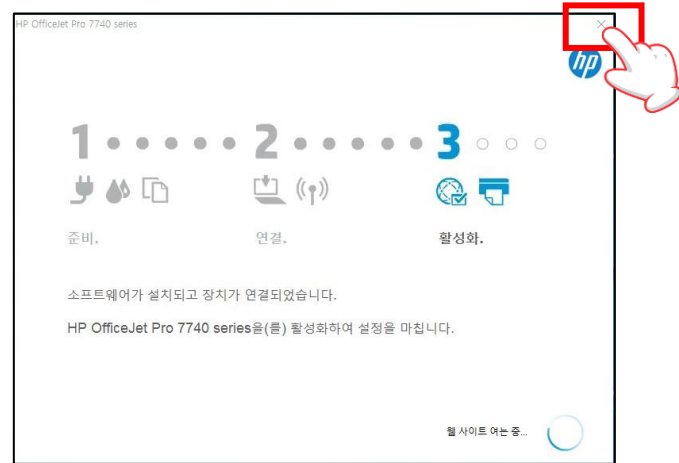 HP OfficeJet Pro 7740 series
hp
1 2 3
준비. 연결. 활성화.
소프트웨어가 설치되고 장치가 연결되었습니다.
HP OfficeJet Pro 7740 series을(를) 활성화하여 설정을 마칩니다.
웹 사이트 여는 중...